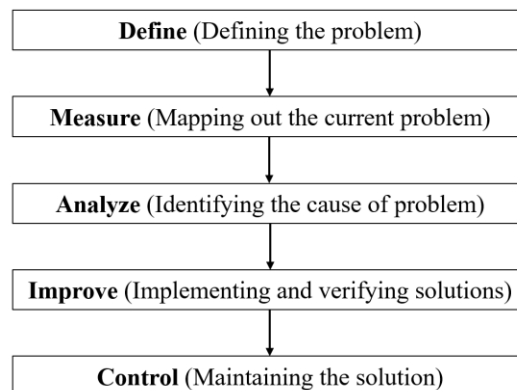 Define (Defining the problem)
Measure (Mapping out the current problem)
Analyze (Identifying the cause of problem)
Improve (Implementing and verifying solutions)
Control (Maintaining the solution)